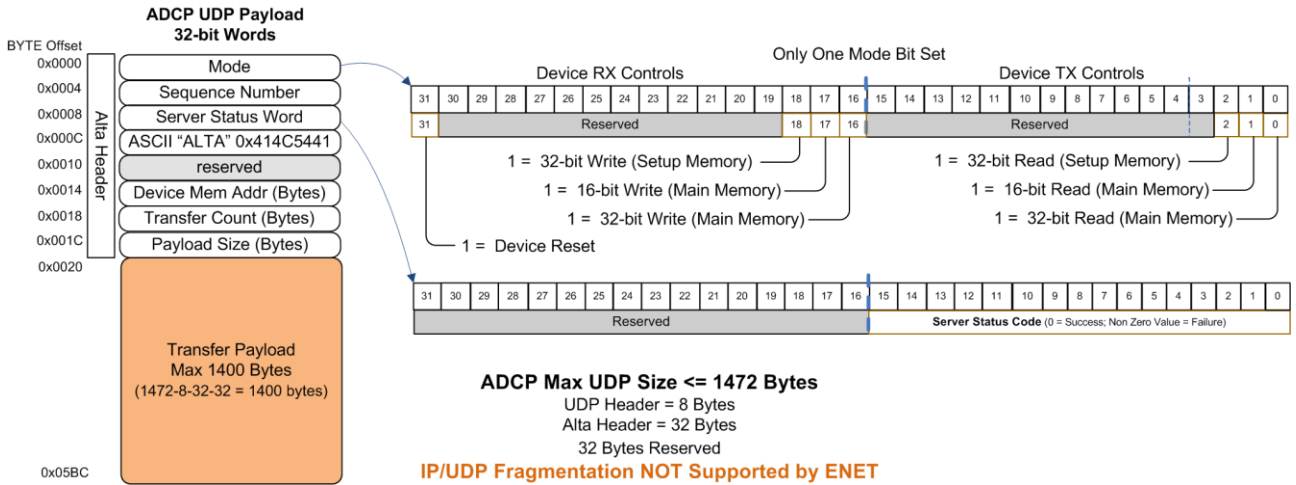 ADCP UDP Payload
32-bit Words
BYTE Offset
0x0000
Mode
0x0004
Sequence Number
0x0008
Server Status Word
0x000C
ASCII “ALTA” 0x414C5441
0x0010
reserved
0x0014
Device Mem Addr (Bytes)
0x0018
Transfer Count (Bytes)
0x001C
Payload Size (Bytes)
0x0020
Alta Header
Transfer Payload
Max 1400 Bytes
(1472-8-32-32 = 1400 bytes)
0x05BC
Only One Mode Bit Set
Device RX Controls
Device TX Controls
31 30 29 28 27 26 25 24 23 22 21 20 19 18 17 16 15 14 13 12 11 10 9 8 7 6 5 4 3 2 1 0
31 Reserved 18 17 16 Reserved 2 1 0
1 = 32-bit Write (Setup Memory)
1 = 16-bit Write (Main Memory)
1 = 32-bit Write (Main Memory)
1 = Device Reset
1 = 32-bit Read (Setup Memory)
1 = 16-bit Read (Main Memory)
1 = 32-bit Read (Main Memory)
31 30 29 28 27 26 25 24 23 22 21 20 19 18 17 16 15 14 13 12 11 10 9 8 7 6 5 4 3 2 1 0
Reserved
Server Status Code (0 = Success; Non Zero Value = Failure)
ADCP Max UDP Size <= 1472 Bytes
UDP Header = 8 Bytes
Alta Header = 32 Bytes
32 Bytes Reserved
IP/UDP Fragmentation NOT Supported by ENET